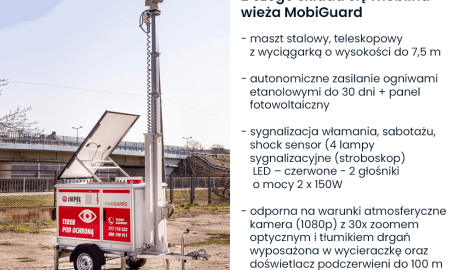 wieża MobiGuard
- maszt stalowy, teleskopowy
z wyciągarką o wysokości do 7,5 m
- autonomiczne zasilanie ogniwami
etanolowymi do 30 dni + panel
fotowoltaiczny
- sygnalizacja włamania, sabotażu,
shock sensor (4 lampy
sygnalizacyjne (stroboskop)
LED – czerwone - 2 głośniki
o mocy 2 x 150W
- odporna na warunki atmosferyczne
kamera (1080p) z 30x zoomem
optycznym i tłumikiem drgań
wyposażona w wycieraczkę oraz
doświetlacz podczerwieni do 100 m
IMPEL
mobiGUARD
TEREN
POD OCHRONĄ